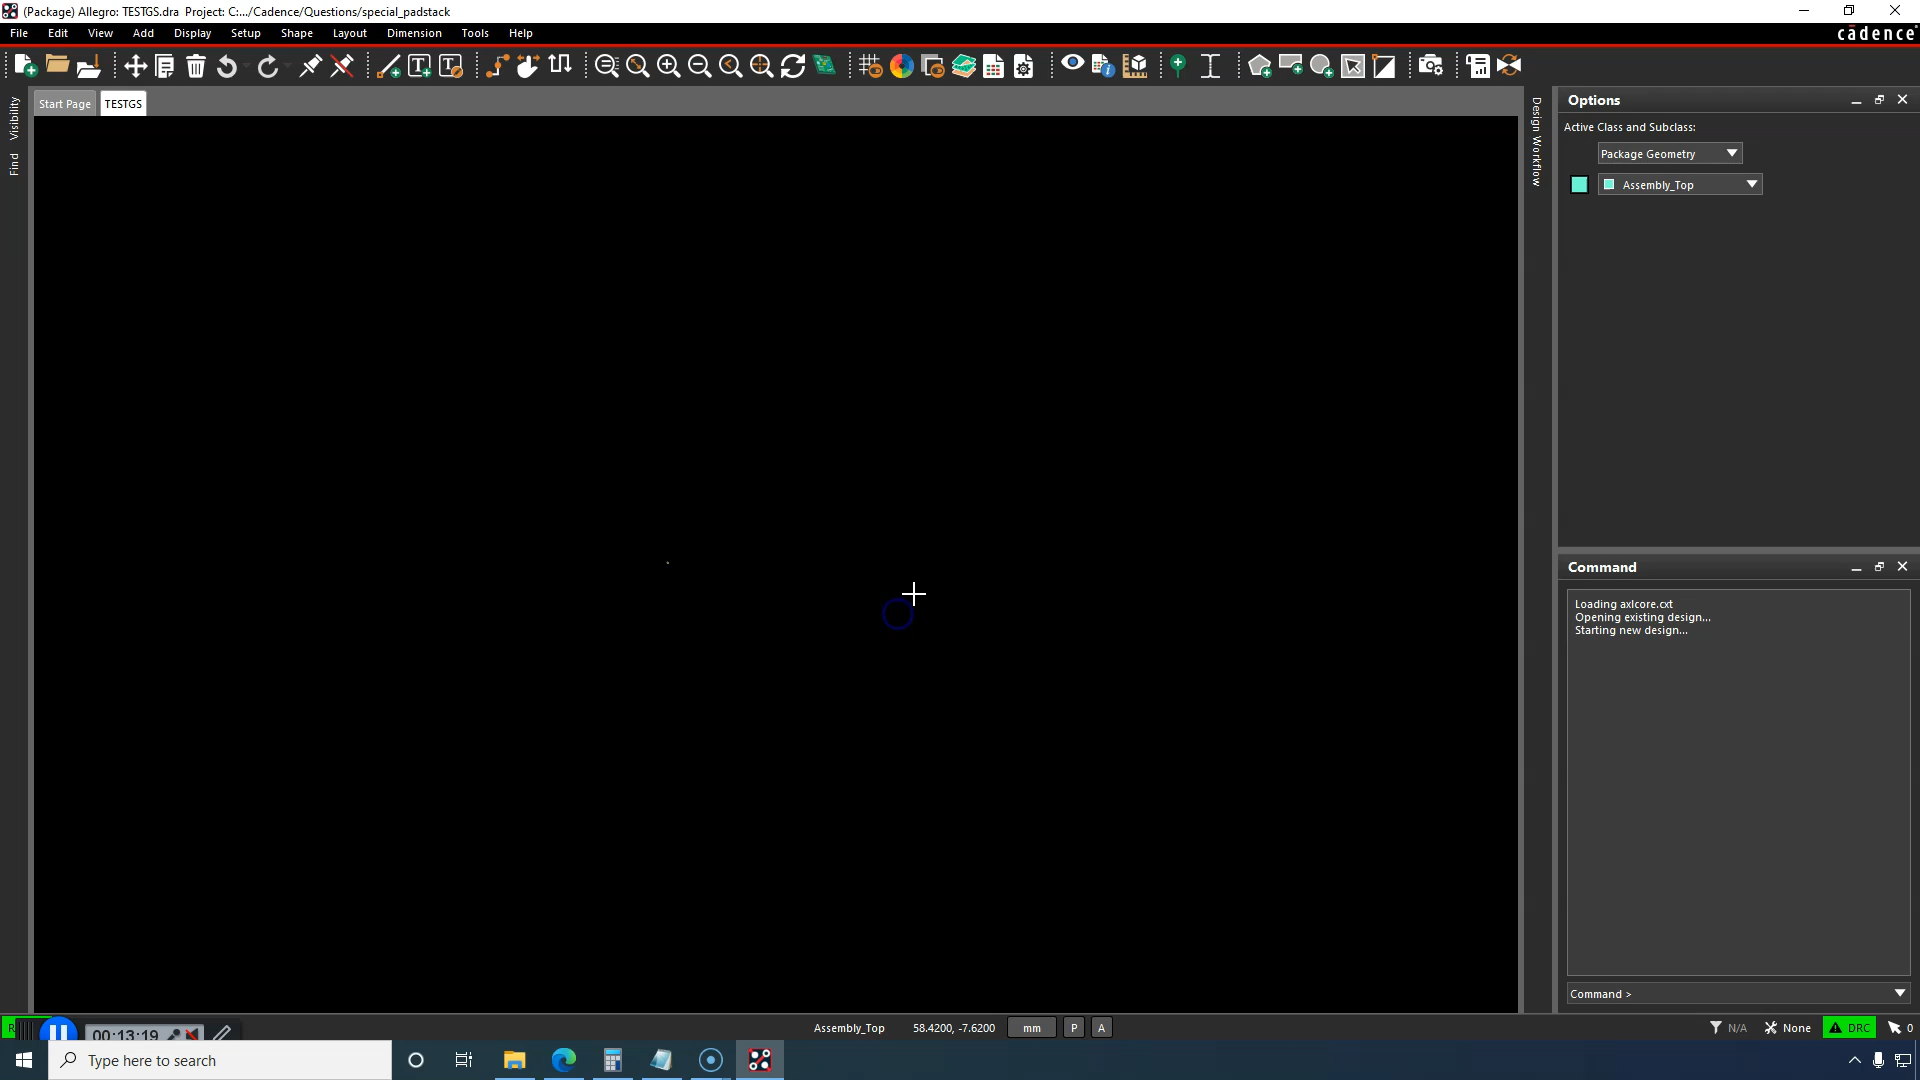 (Package) Allegro: TESTGS.dra Project: C:.../Cadence/Questions/special_padstack
File Edit View Add Display Setup Shape Layout Dimension Tools Help
cādence
Start Page TESTGS
Visibility
Find
Design Workflow
Options
Active Class and Subclass:
Package Geometry
Assembly_Top
Command
Loading axlcore.cxt
Opening existing design...
Starting new design...
Command >
00:13:19
Assembly_Top 58.4200, -7.6200 mm P A
N/A None DRC 0
Type here to search